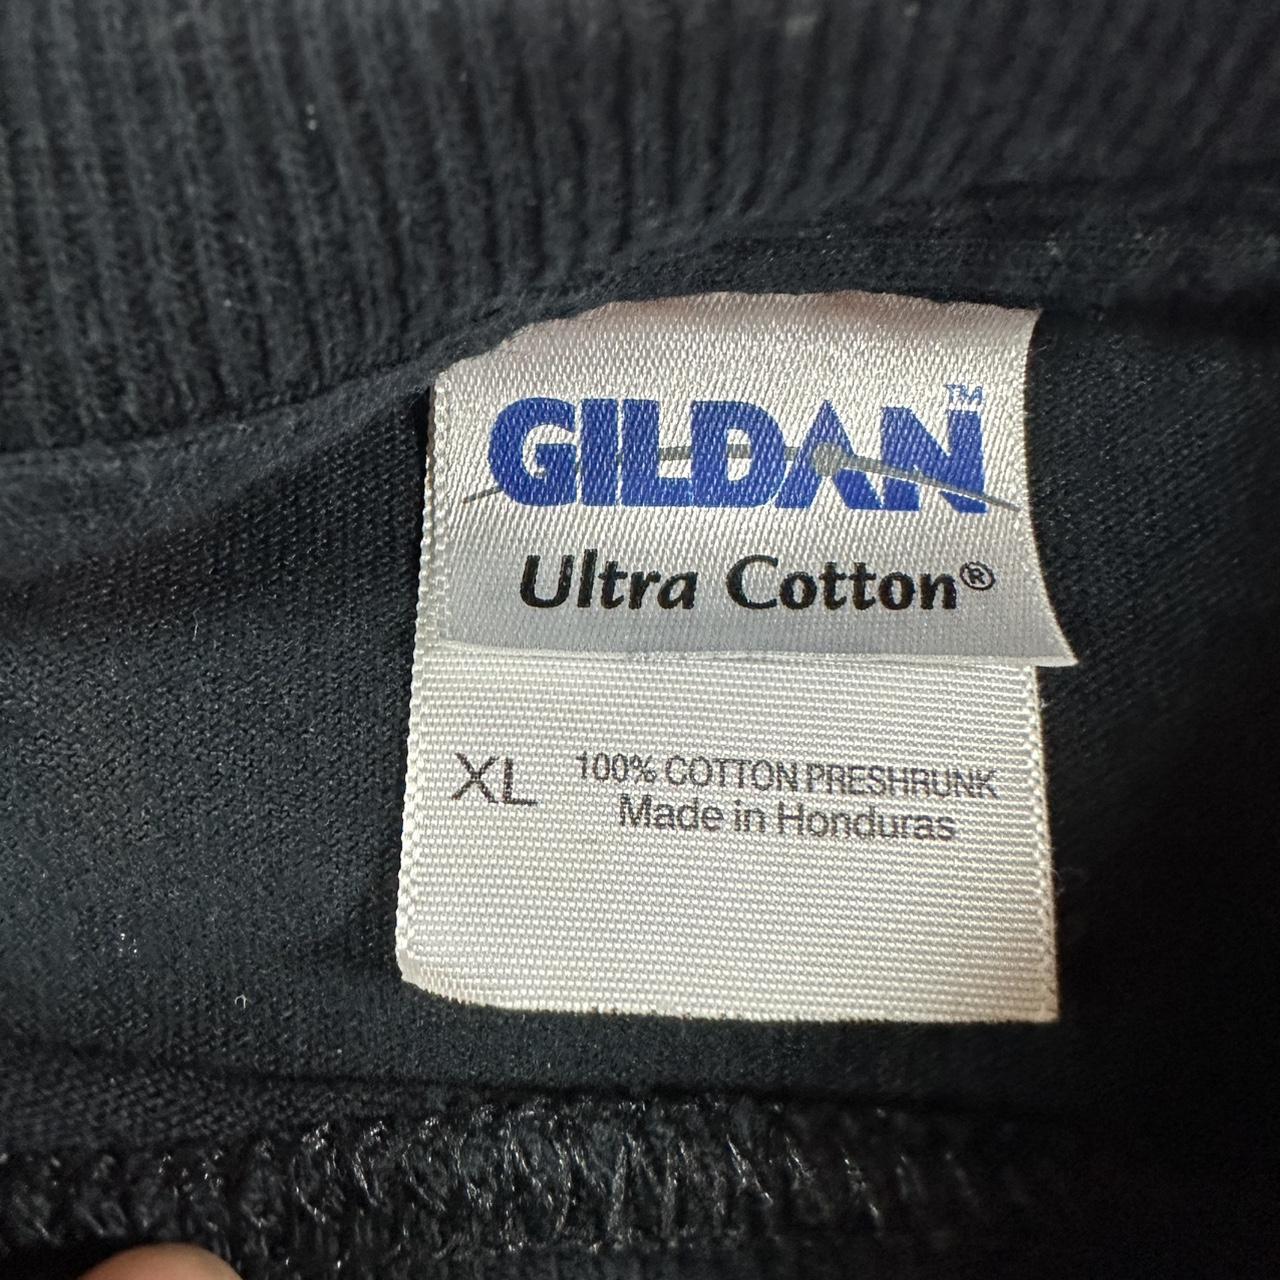 GILDAN™
Ultra Cotton®
XL 100% COTTON PRESHRUNK
Made in Honduras